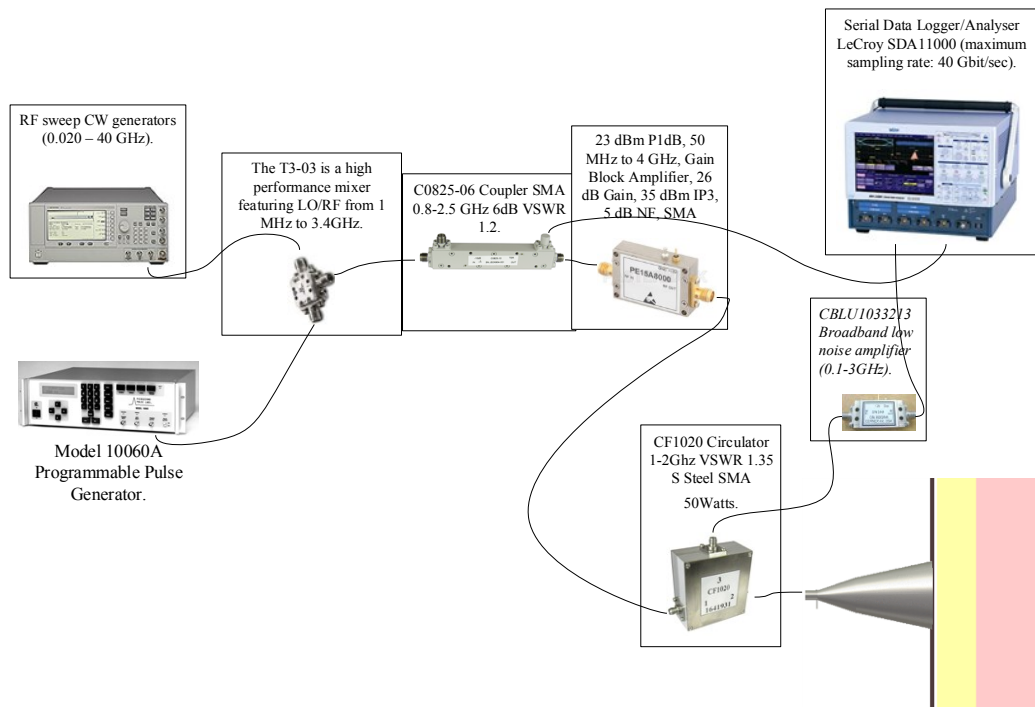 Serial Data Logger/Analyser
LeCroy SDA11000 (maximum
sampling rate: 40 Gbit/sec).
RF sweep CW generators
(0.020 – 40 GHz).
The T3-03 is a high
performance mixer
featuring LO/RF from 1
MHz to 3.4GHz.
C0825-06 Coupler SMA
0.8-2.5 GHz 6dB VSWR
1.2.
23 dBm P1dB, 50
MHz to 4 GHz, Gain
Block Amplifier, 26
dB Gain, 35 dBm IP3,
5 dB NF, SMA
PE15A8000
CBLU1033213
Broadband low
noise amplifier
(0.1-3GHz).
Model 10060A
Programmable Pulse
Generator.
CF1020 Circulator
1-2Ghz VSWR 1.35
S Steel SMA
50Watts.
3
CF1020
1 2
1641931